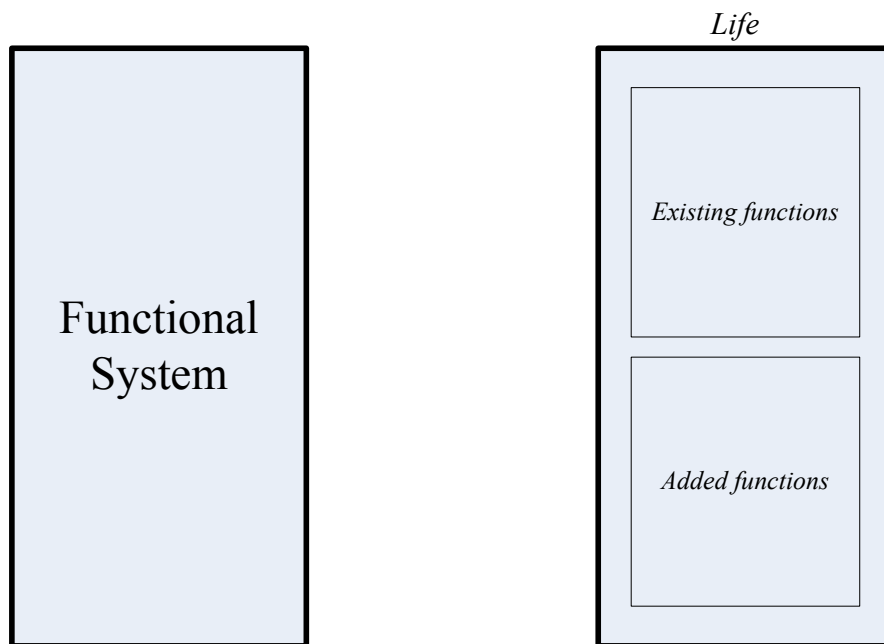 Functional
System
Life
Existing functions
Added functions